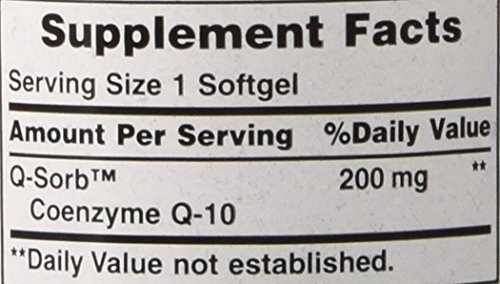 Supplement Facts
Serving Size 1 Softgel
Amount Per Serving %Daily Value
Q-Sorb™ 200 mg **
Coenzyme Q-10
**Daily Value not established.